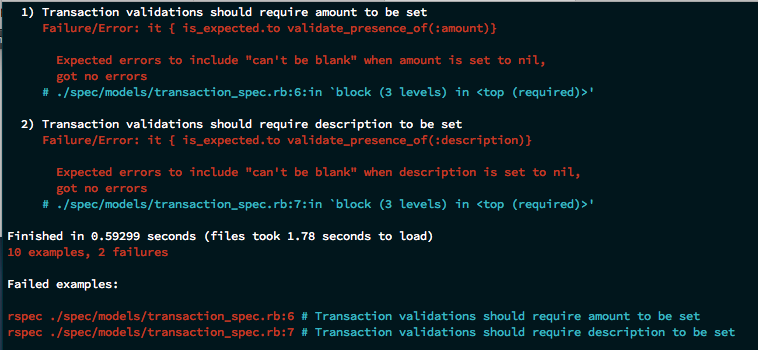 1) Transaction validations should require amount to be set
Failure/Error: it { is_expected.to validate_presence_of(:amount)}
Expected errors to include "can't be blank" when amount is set to nil,
got no errors
# ./spec/models/transaction_spec.rb:6:in `block (3 levels) in <top (required)>'
2) Transaction validations should require description to be set
Failure/Error: it { is_expected.to validate_presence_of(:description)}
Expected errors to include "can't be blank" when description is set to nil,
got no errors
# ./spec/models/transaction_spec.rb:7:in `block (3 levels) in <top (required)>'
Finished in 0.59299 seconds (files took 1.78 seconds to load)
10 examples, 2 failures
Failed examples:
rspec ./spec/models/transaction_spec.rb:6 # Transaction validations should require amount to be set
rspec ./spec/models/transaction_spec.rb:7 # Transaction validations should require description to be set